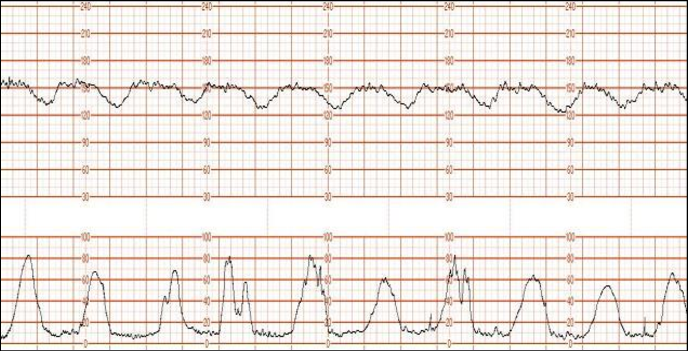 240 240 240 240 240
210 210 210 210 210
180 180 180 180 180
150 150 150 150 150
120 120 120 120 120
90 90 90 90 90
60 60 60 60 60
30 30 30 30 30
100 100 100 100 100
80 80 80 80 80
60 60 60 60 60
40 40 40 40 40
20 20 20 20 20
0 0 0 0 0